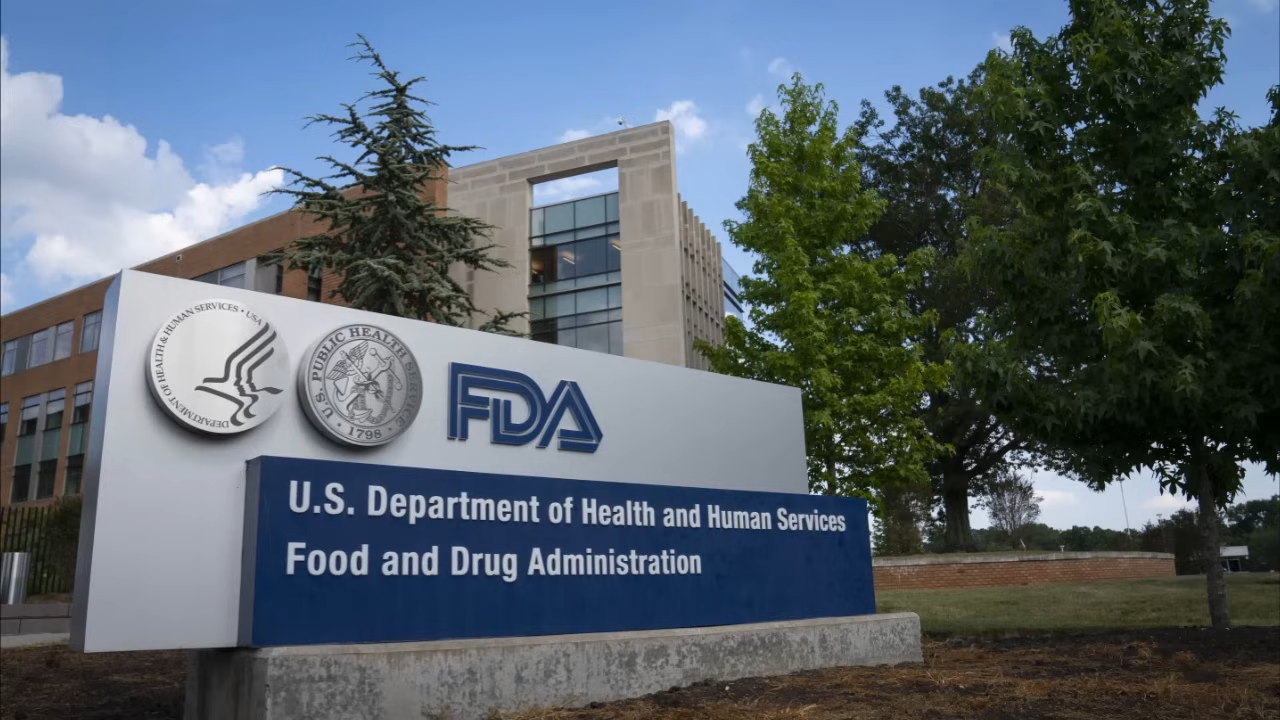 DEPARTMENT OF HEALTH & HUMAN SERVICES • USA
U.S. PUBLIC HEALTH SERVICE
• 1798 •
FDA
U.S. Department of Health and Human Services
Food and Drug Administration